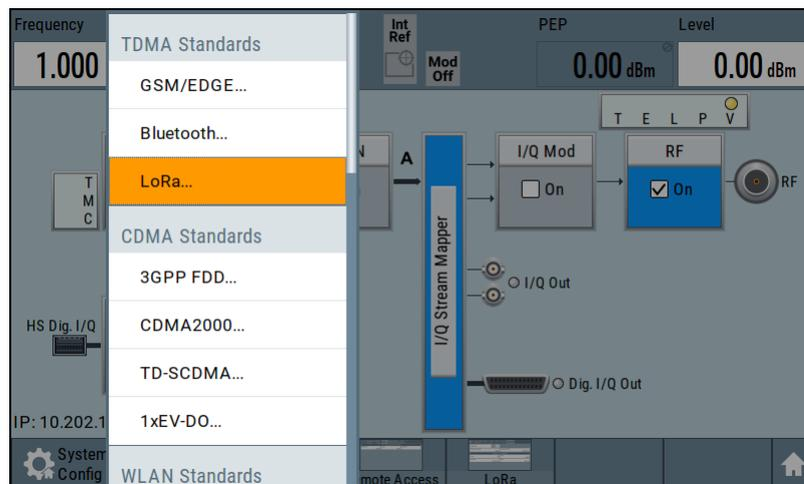 Frequency
PEP
Level
Int
Ref
1.000
Mod
Off
0.00 dBm
0.00 dBm
TDMA Standards
GSM/EDGE...
Bluetooth...
LoRa...
CDMA Standards
3GPP FDD...
CDMA2000...
TD-SCDMA...
1xEV-DO...
WLAN Standards
T E L P V
T
M
C
N
A
I/Q Stream Mapper
I/Q Mod
On
RF
On
RF
I/Q Out
HS Dig. I/Q
Dig. I/Q Out
IP: 10.202.1
System
Config
mote Access
LoRa